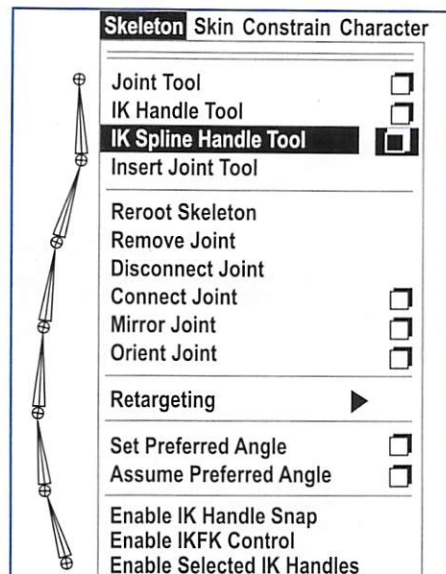 Skeleton Skin Constrain Character
Joint Tool
IK Handle Tool
IK Spline Handle Tool
Insert Joint Tool
Reroot Skeleton
Remove Joint
Disconnect Joint
Connect Joint
Mirror Joint
Orient Joint
Retargeting
Set Preferred Angle
Assume Preferred Angle
Enable IK Handle Snap
Enable IKFK Control
Enable Selected IK Handles